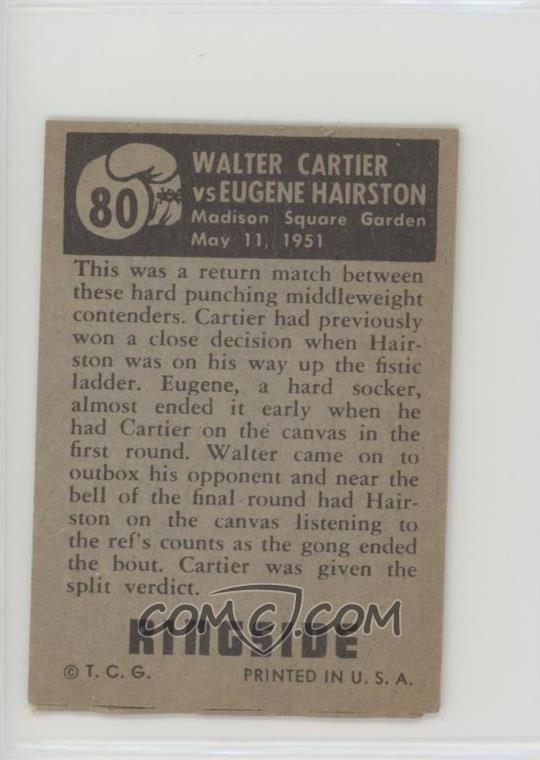 80
WALTER CARTIER
vs EUGENE HAIRSTON
Madison Square Garden
May 11, 1951
This was a return match between
these hard punching middleweight
contenders. Cartier had previously
won a close decision when Hair-
ston was on his way up the fistic
ladder. Eugene, a hard socker,
almost ended it early when he
had Cartier on the canvas in the
first round. Walter came on to
outbox his opponent and near the
bell of the final round had Hair-
ston on the canvas listening to
the ref's counts as the gong ended
the bout. Cartier was given the
split verdict.
COMC.COM
RINGSIDE
© T. C. G. PRINTED IN U. S. A.